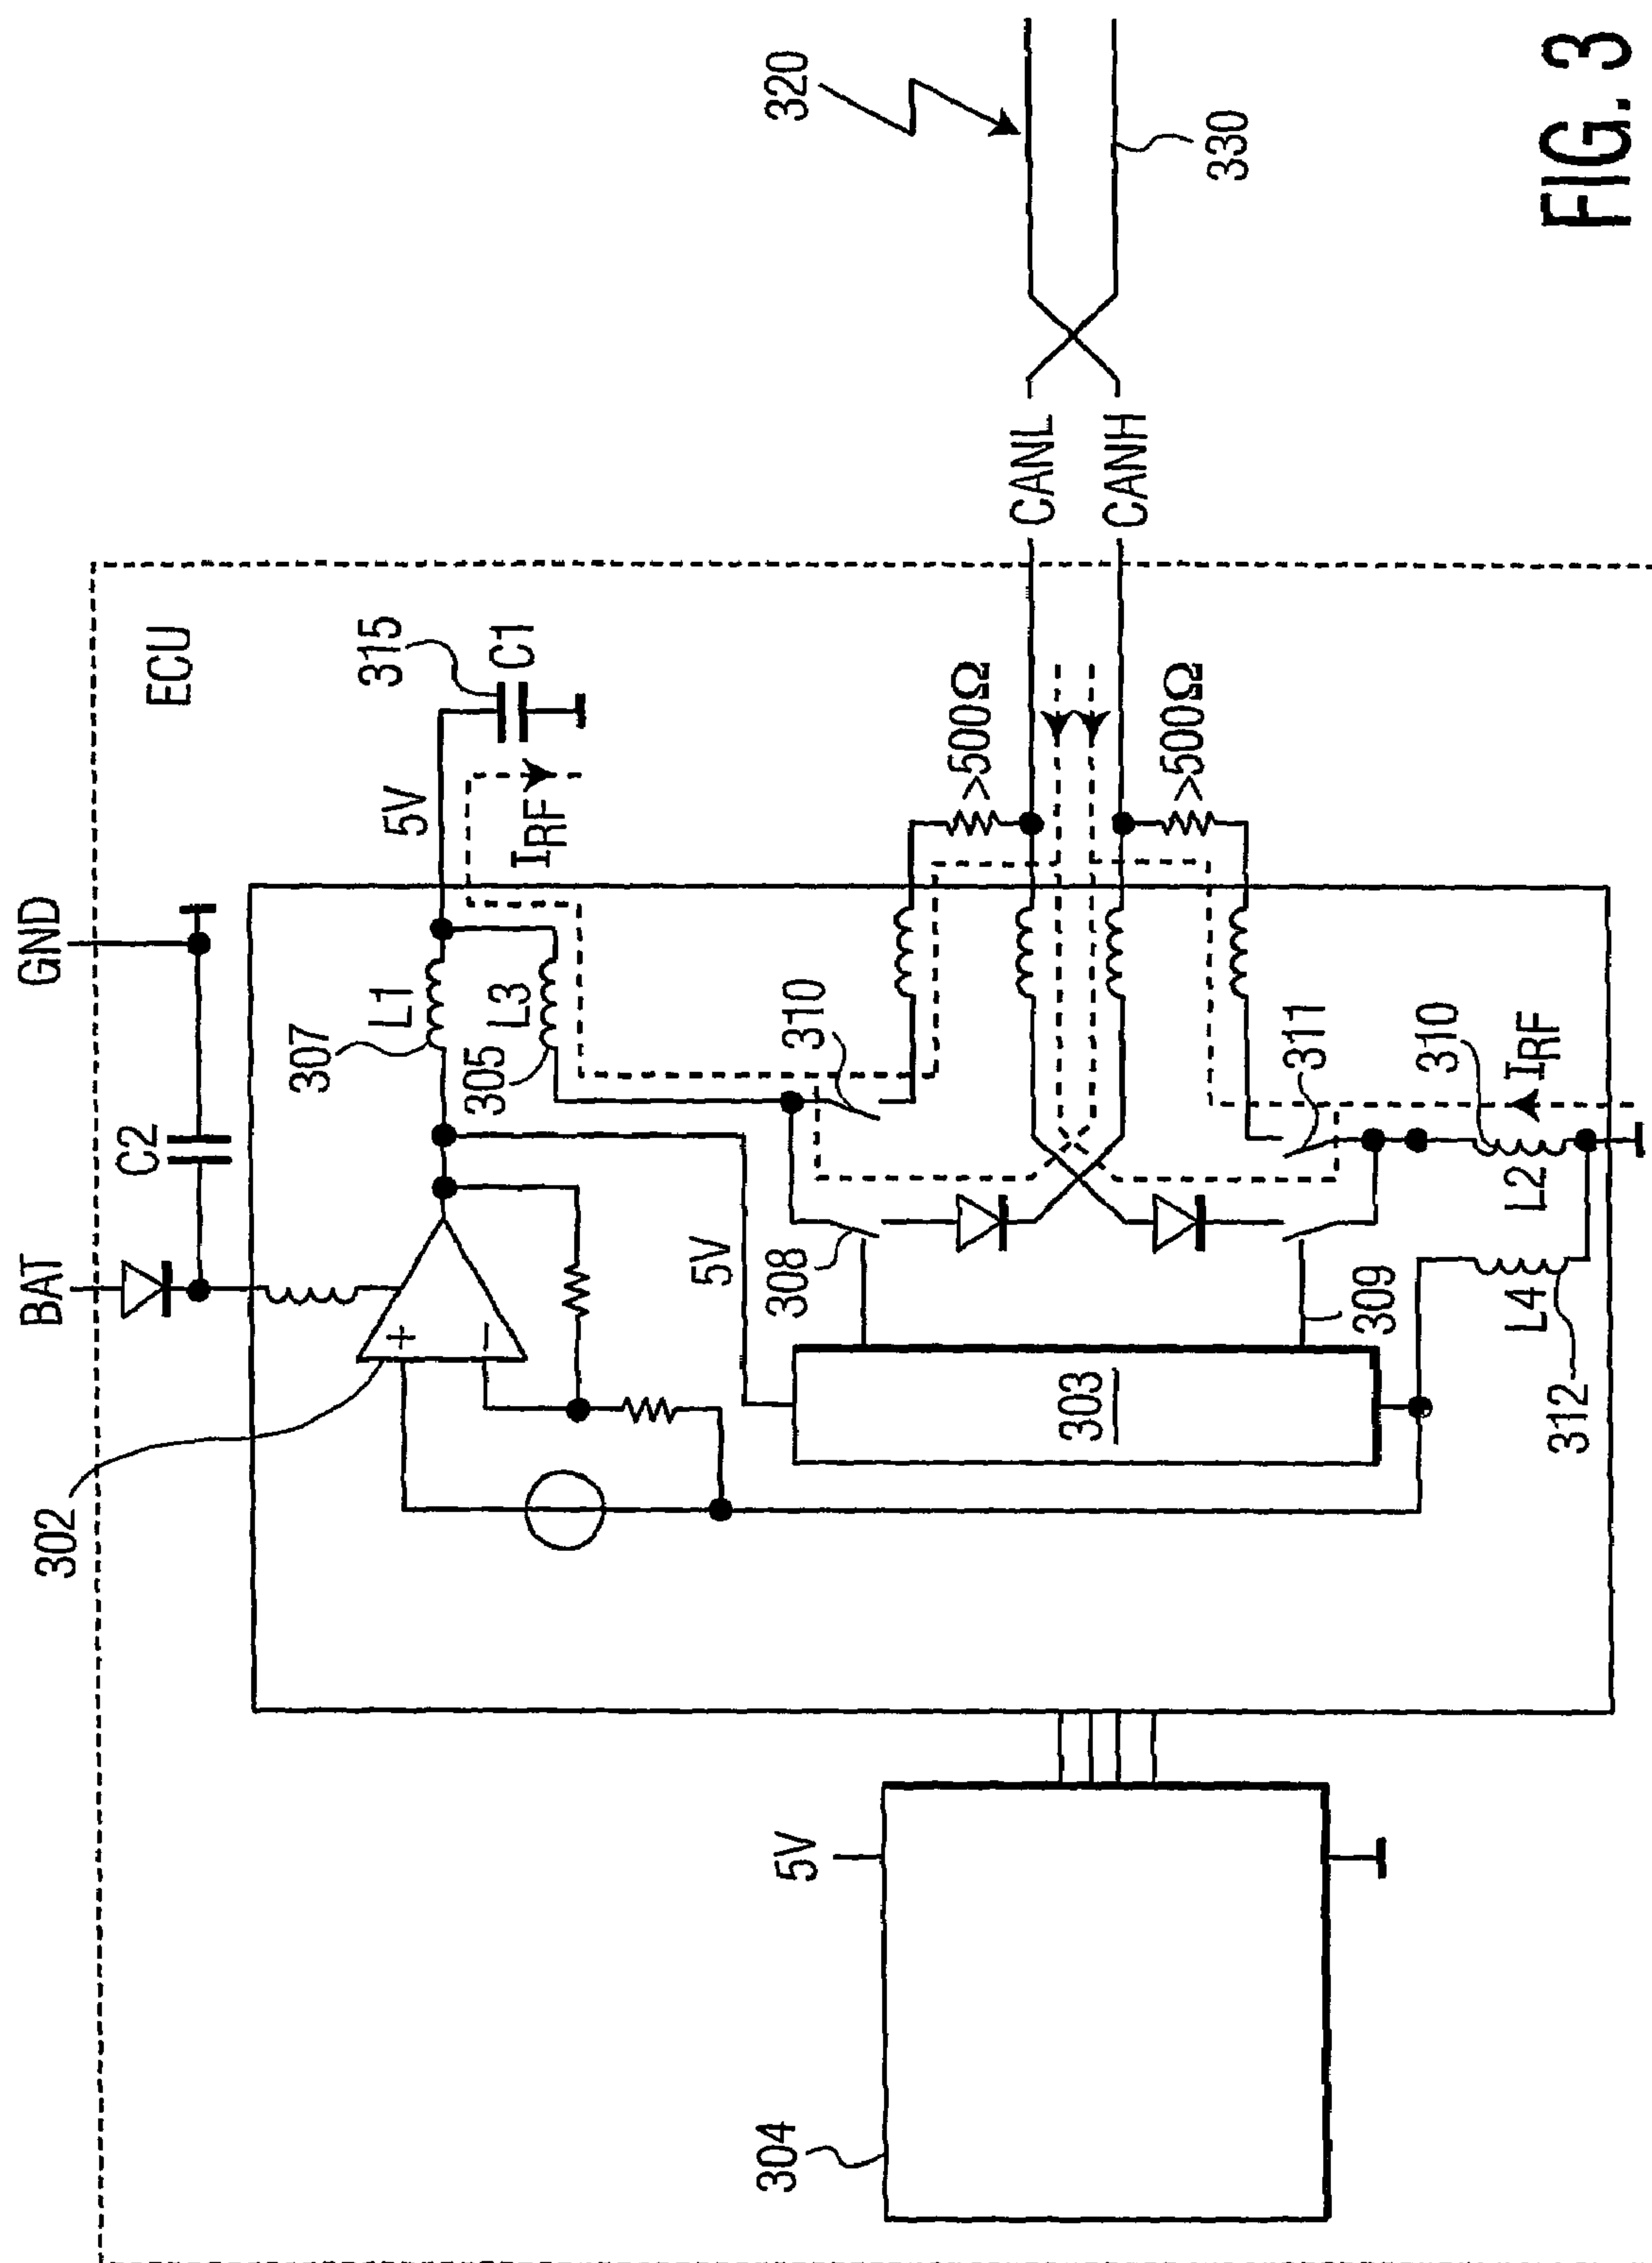 302
BAT
GND
C2
ECU
307
L1
315
+
5V
−
305
L3
C1
IRF
5V
304
5V
308
310
320
>500Ω
CANL
303
CANH
>500Ω
330
311
309
310
L4
L2
IRF
312
FIG. 3